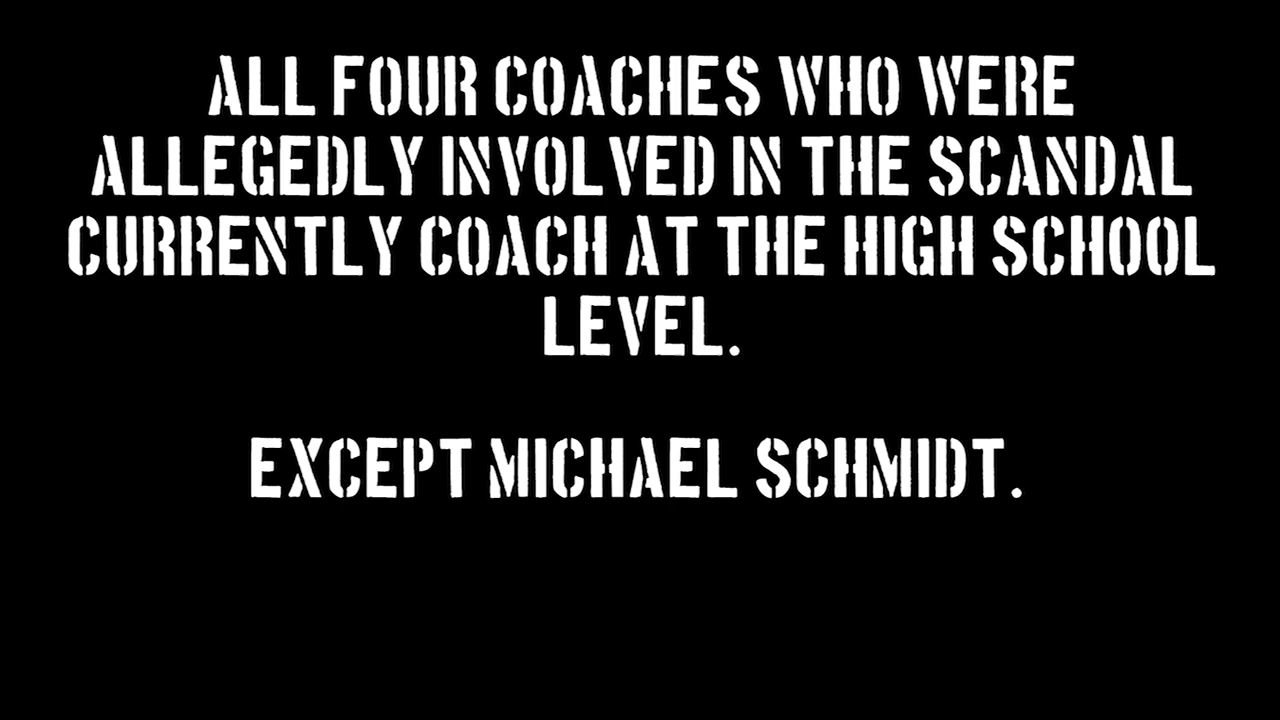 ALL FOUR COACHES WHO WERE
ALLEGEDLY INVOLVED IN THE SCANDAL
CURRENTLY COACH AT THE HIGH SCHOOL
LEVEL.
EXCEPT MICHAEL SCHMIDT.